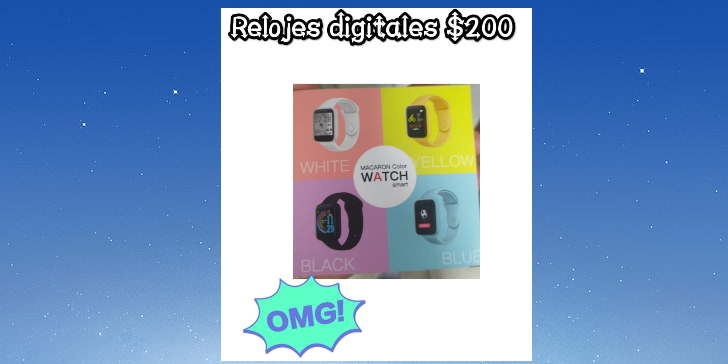 Relojes digitales $200
WHITE
YELLOW
MACARON Color
WATCH
smart
BLACK
BLUE
OMG!